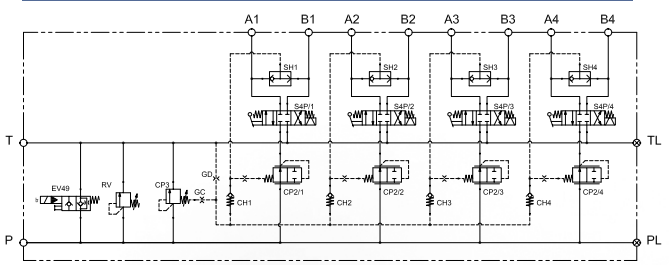 A1 B1 A2 B2 A3 B3 A4 B4
SH1 SH2 SH3 SH4
S4P/1 S4P/2 S4P/3 S4P/4
T TL
GD
EV49 RV CP3 GC
CP2/1 CP2/2 CP2/3 CP2/4
CH1 CH2 CH3 CH4
P PL